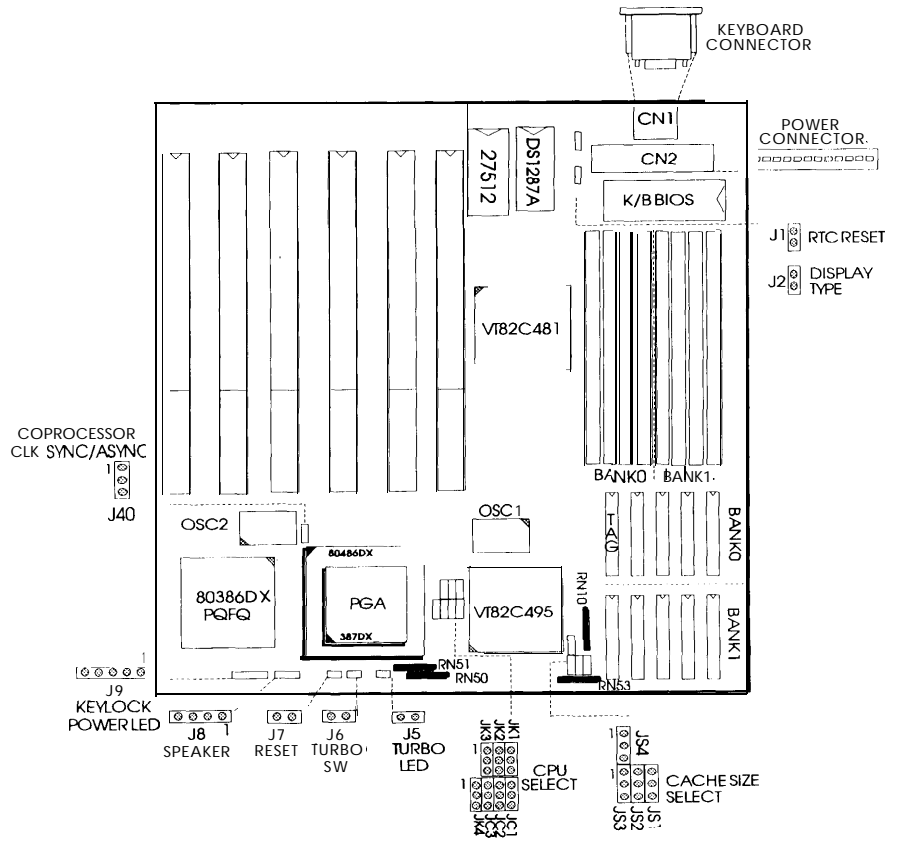 KEYBOARD
CONNECTOR
CN1
POWER
CONNECTOR.
CN2
27512
DS1287A
K/B BIOS
J1
RTC RESET
J2
DISPLAY
TYPE
VT82C481
COPROCESSOR
CLK SYNC/ASYNC
1
J40
BANK0
BANK1.
OSC2
OSC1
TAG
BANK0
80486DX
80386DX
PQFQ
PGA
387DX
VT82C495
RN10
BANK1
RN51
RN50
RN53
1
J9
KEYLOCK
POWER LED
1
J8
SPEAKER
J7
RESET
J6
TURBO
SW
J5
TURBO
LED
JK3
JK2
JK1
1
CPU
SELECT
JK4
JC3
JC2
JC1
1
JS4
1
CACHE SIZE
SELECT
JS3
JS2
JS1